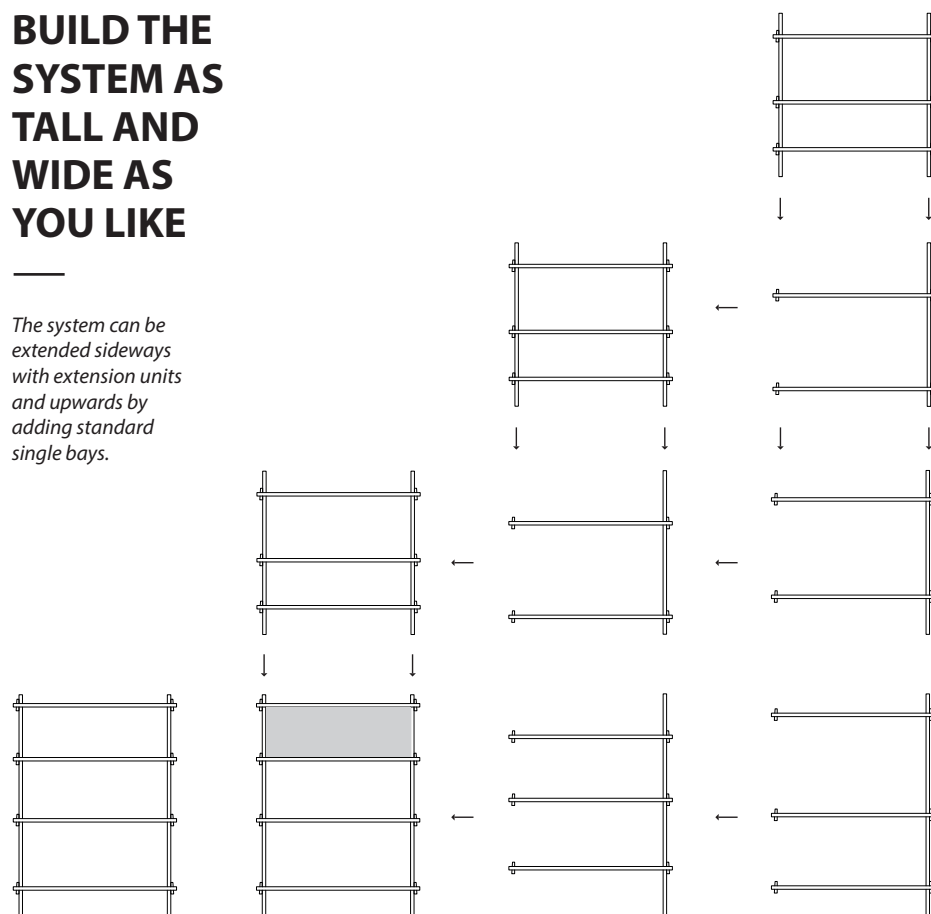 BUILD THE
SYSTEM AS
TALL AND
WIDE AS
YOU LIKE
The system can be
extended sideways
with extension units
and upwards by
adding standard
single bays.